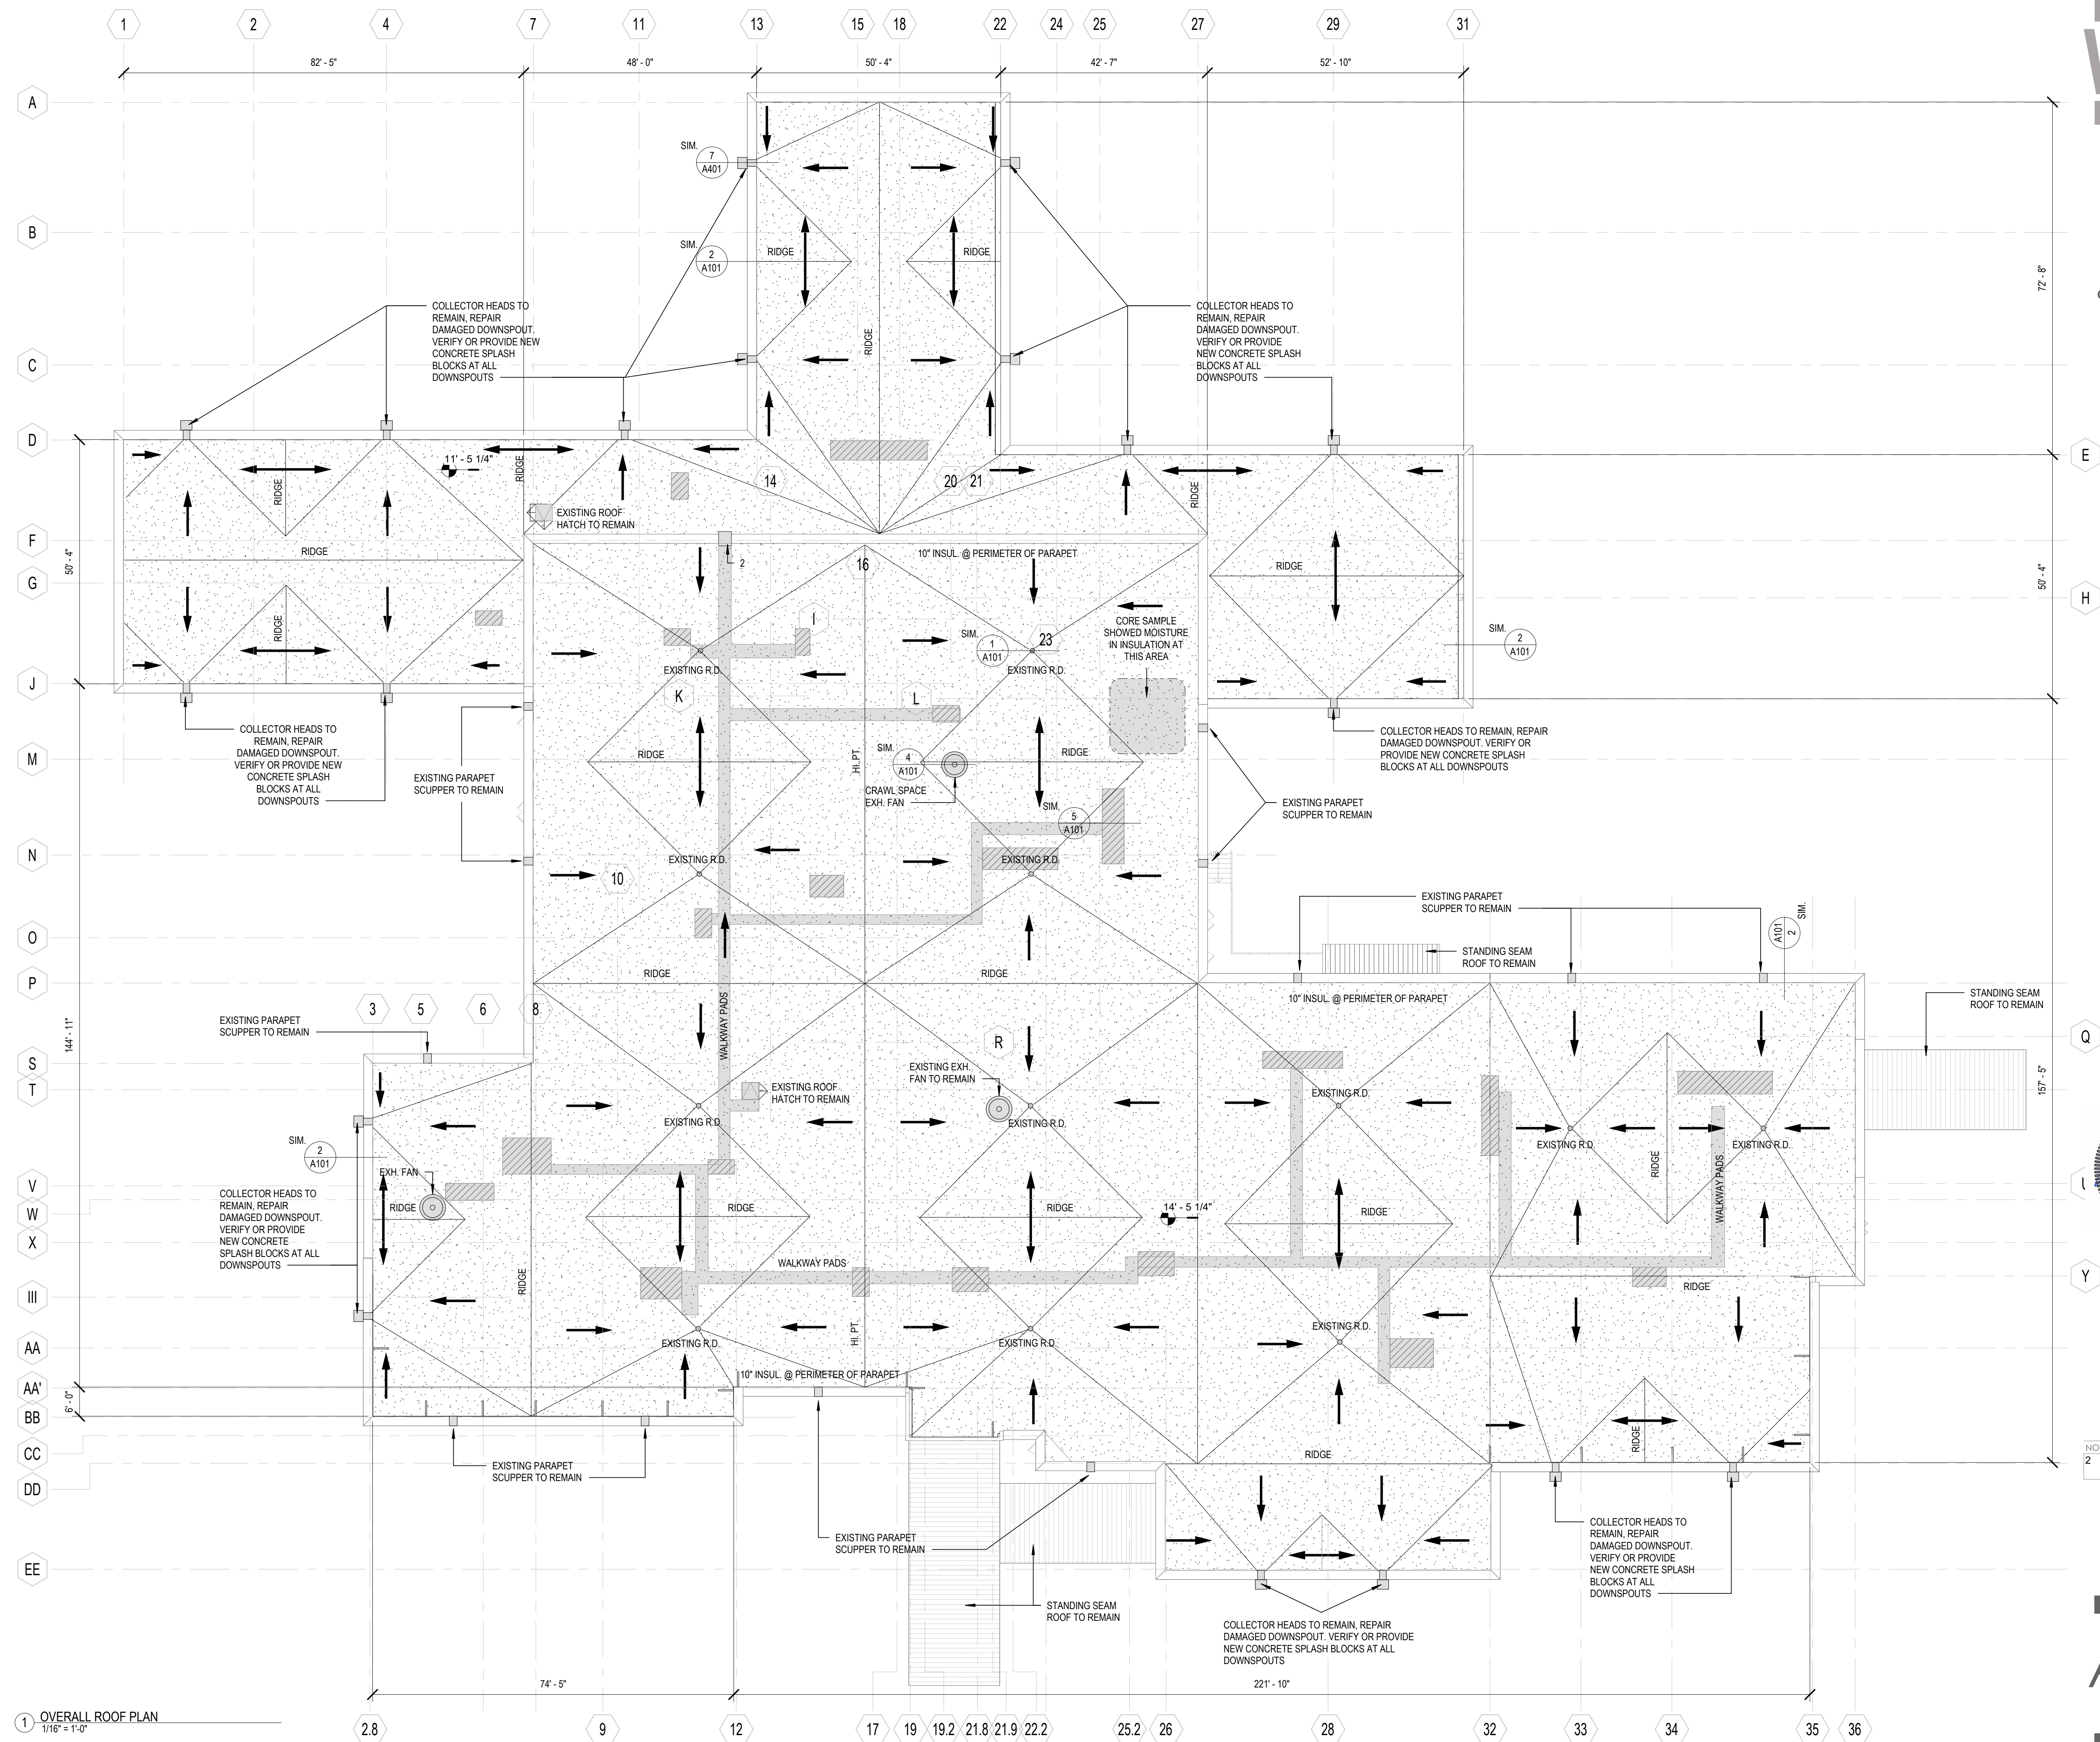 1
2
4
7
11
13
15
18
22
24
25
27
29
31
82' - 5"
48' - 0"
50' - 4"
42' - 7"
52' - 10"
A
B
C
D
F
G
J
M
N
O
P
S
T
V
W
X
III
AA
AA'
BB
CC
DD
EE
E
H
Q
U
Y
72' - 8"
50' - 4"
157' - 5"
50' - 4"
144' - 11"
6' - 0"
SIM.
7
A401
SIM.
2
A101
RIDGE
RIDGE
RIDGE
COLLECTOR HEADS TO
REMAIN, REPAIR
DAMAGED DOWNSPOUT.
VERIFY OR PROVIDE NEW
CONCRETE SPLASH
BLOCKS AT ALL
DOWNSPOUTS
COLLECTOR HEADS TO
REMAIN, REPAIR
DAMAGED DOWNSPOUT.
VERIFY OR PROVIDE
NEW CONCRETE SPLASH
BLOCKS AT ALL
DOWNSPOUTS
11' - 5 1/4"
RIDGE
RIDGE
RIDGE
RIDGE
RIDGE
RIDGE
14
20
21
EXISTING ROOF
HATCH TO REMAIN
2
16
10" INSUL. @ PERIMETER OF PARAPET
I
CORE SAMPLE
SHOWED MOISTURE
IN INSULATION AT
THIS AREA
SIM.
1
A101
23
EXISTING R.D.
EXISTING R.D.
SIM.
2
A101
K
L
COLLECTOR HEADS TO
REMAIN, REPAIR
DAMAGED DOWNSPOUT.
VERIFY OR PROVIDE NEW
CONCRETE SPLASH
BLOCKS AT ALL
DOWNSPOUTS
EXISTING PARAPET
SCUPPER TO REMAIN
RIDGE
HI. PT.
SIM.
4
A101
RIDGE
CRAWL SPACE
EXH. FAN
SIM.
5
A101
COLLECTOR HEADS TO REMAIN, REPAIR
DAMAGED DOWNSPOUT. VERIFY OR
PROVIDE NEW CONCRETE SPLASH
BLOCKS AT ALL DOWNSPOUTS
EXISTING PARAPET
SCUPPER TO REMAIN
EXISTING R.D.
EXISTING R.D.
10
EXISTING PARAPET
SCUPPER TO REMAIN
STANDING SEAM
ROOF TO REMAIN
A101
2
SIM.
RIDGE
RIDGE
10" INSUL. @ PERIMETER OF PARAPET
STANDING SEAM
ROOF TO REMAIN
3
5
6
8
EXISTING PARAPET
SCUPPER TO REMAIN
WALKWAY PADS
R
EXISTING EXH.
FAN TO REMAIN
EXISTING ROOF
HATCH TO REMAIN
EXISTING R.D.
EXISTING R.D.
EXISTING R.D.
EXISTING R.D.
EXISTING R.D.
SIM.
2
A101
EXH. FAN
RIDGE
COLLECTOR HEADS TO
REMAIN, REPAIR
DAMAGED DOWNSPOUT.
VERIFY OR PROVIDE
NEW CONCRETE
SPLASH BLOCKS AT ALL
DOWNSPOUTS
RIDGE
RIDGE
RIDGE
14' - 5 1/4"
RIDGE
RIDGE
WALKWAY PADS
WALKWAY PADS
RIDGE
HI. PT.
EXISTING R.D.
EXISTING R.D.
EXISTING R.D.
10" INSUL. @ PERIMETER OF PARAPET
EXISTING PARAPET
SCUPPER TO REMAIN
RIDGE
RIDGE
EXISTING PARAPET
SCUPPER TO REMAIN
STANDING SEAM
ROOF TO REMAIN
COLLECTOR HEADS TO
REMAIN, REPAIR
DAMAGED DOWNSPOUT.
VERIFY OR PROVIDE
NEW CONCRETE SPLASH
BLOCKS AT ALL
DOWNSPOUTS
COLLECTOR HEADS TO REMAIN, REPAIR
DAMAGED DOWNSPOUT. VERIFY OR PROVIDE
NEW CONCRETE SPLASH BLOCKS AT ALL
DOWNSPOUTS
NO
2
74' - 5"
221' - 10"
1
OVERALL ROOF PLAN
1/16" = 1'-0"
2.8
9
12
17
19
19.2
21.8
21.9
22.2
25.2
26
28
32
33
34
35
36